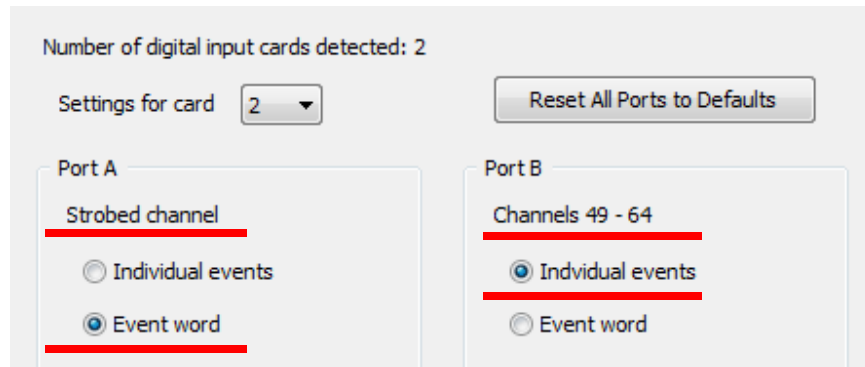 Number of digital input cards detected: 2
Settings for card 2 Reset All Ports to Defaults
Port A Port B
Strobed channel Channels 49 - 64
Individual events Indvidual events
Event word Event word